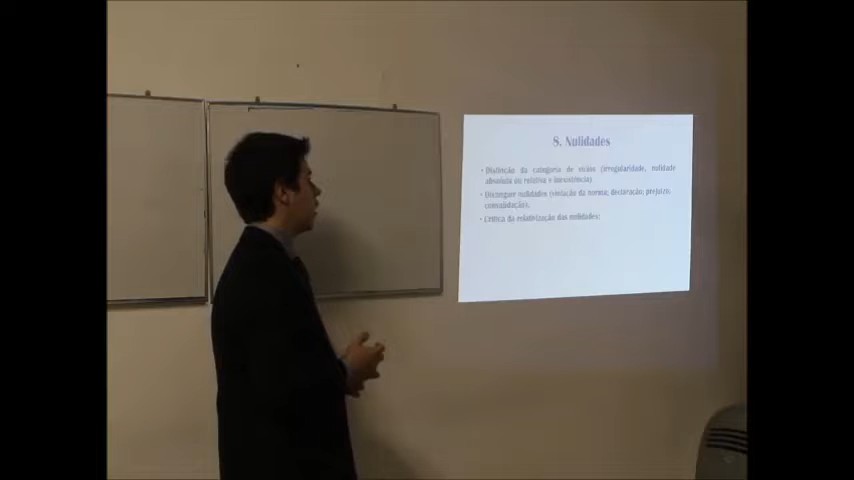 8. Nulidades
• Distinção da categoria de vícios (irregularidade, nulidade
absoluta ou relativa e inexistência)
• Decanguer nulidades (violação da norma; declaração; prejuízo;
convalidação).
• Crítica da relativização das nulidades;